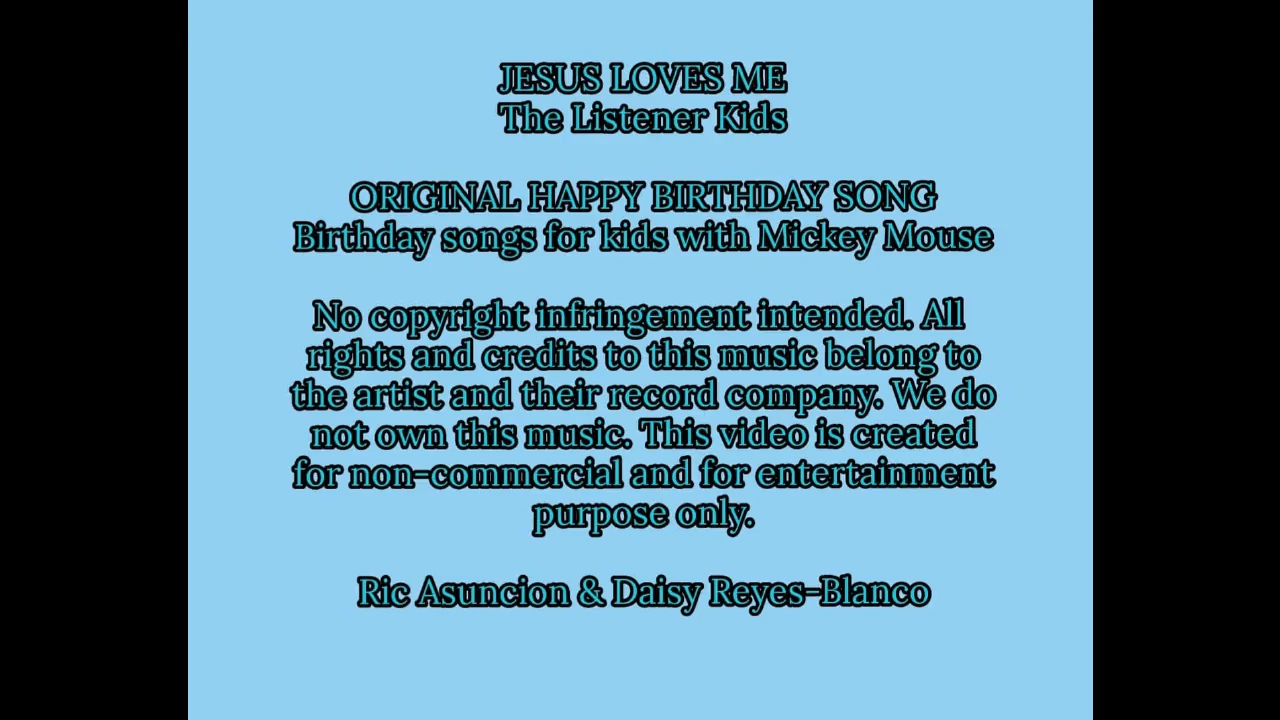 JESUS LOVES ME
The Listener Kids
ORIGINAL HAPPY BIRTHDAY SONG
Birthday songs for kids with Mickey Mouse
No copyright infringement intended. All
rights and credits to this music belong to
the artist and their record company. We do
not own this music. This video is created
for non-commercial and for entertainment
purpose only.
Ric Asuncion & Daisy Reyes-Blanco